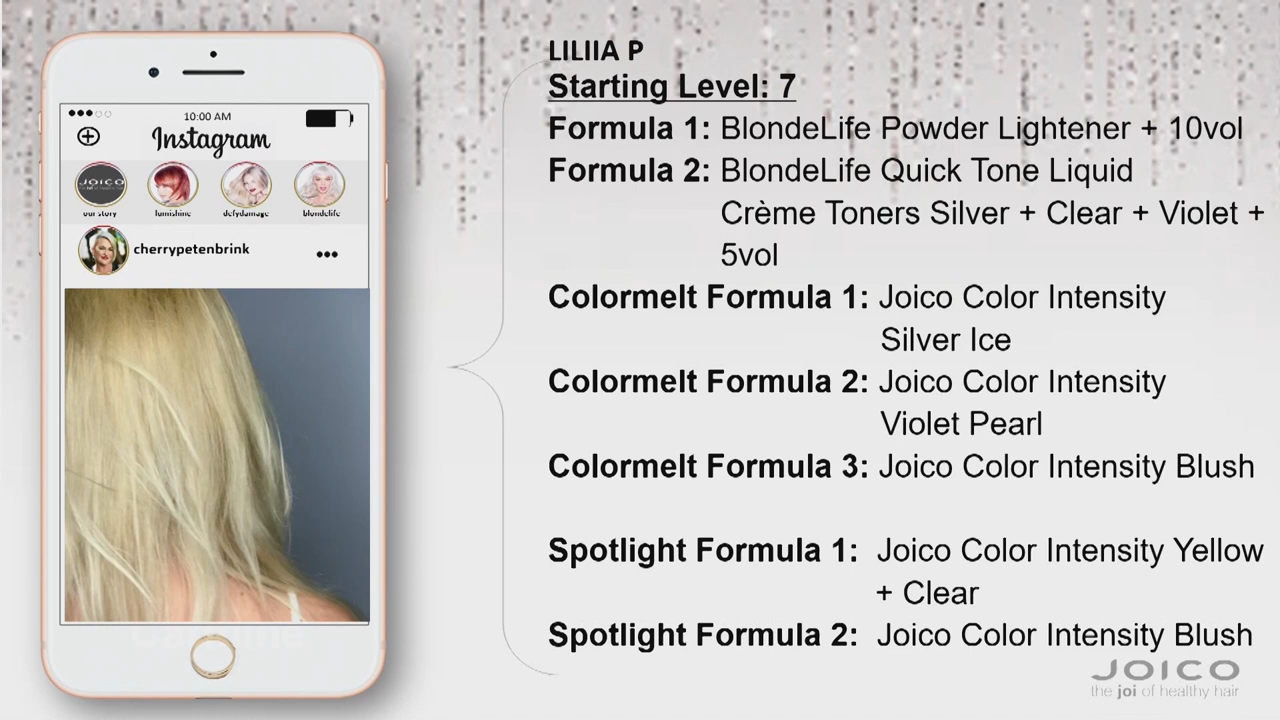 10:00 AM
Instagram
JOICO
our story
lumishine
defydamage
blondelife
cherrypetenbrink
LILIIA P
Starting Level: 7
Formula 1: BlondeLife Powder Lightener + 10vol
Formula 2: BlondeLife Quick Tone Liquid
Crème Toners Silver + Clear + Violet +
5vol
Colormelt Formula 1: Joico Color Intensity
Silver Ice
Colormelt Formula 2: Joico Color Intensity
Violet Pearl
Colormelt Formula 3: Joico Color Intensity Blush
Spotlight Formula 1: Joico Color Intensity Yellow
+ Clear
Spotlight Formula 2: Joico Color Intensity Blush
JOICO
the joi of healthy hair